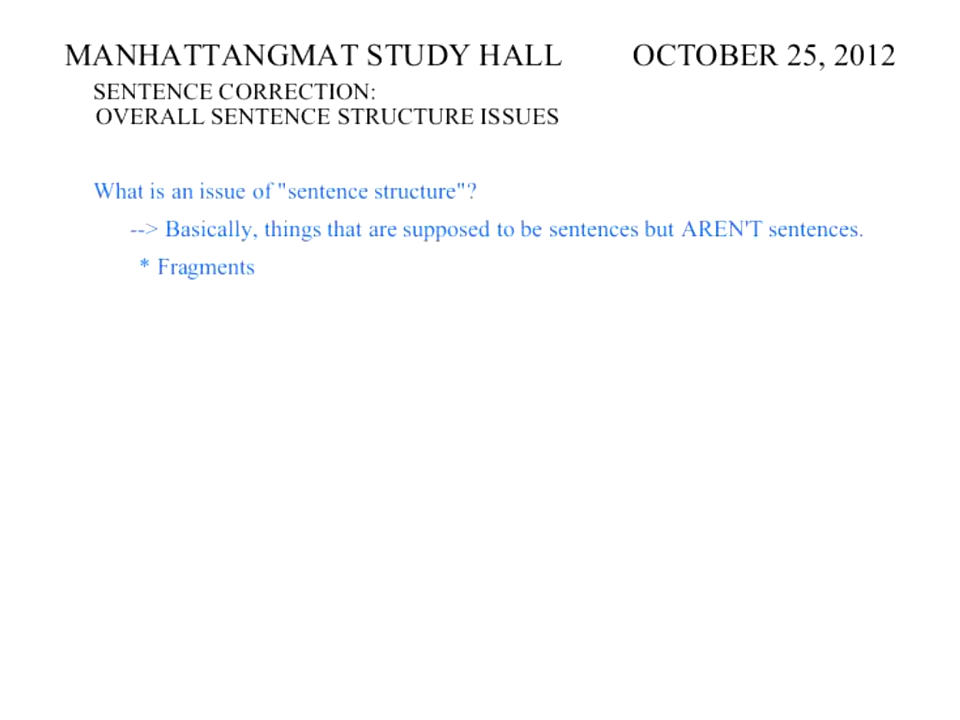 MANHATTANGMAT STUDY HALL OCTOBER 25, 2012
SENTENCE CORRECTION:
OVERALL SENTENCE STRUCTURE ISSUES
What is an issue of "sentence structure"?
--> Basically, things that are supposed to be sentences but AREN'T sentences.
* Fragments